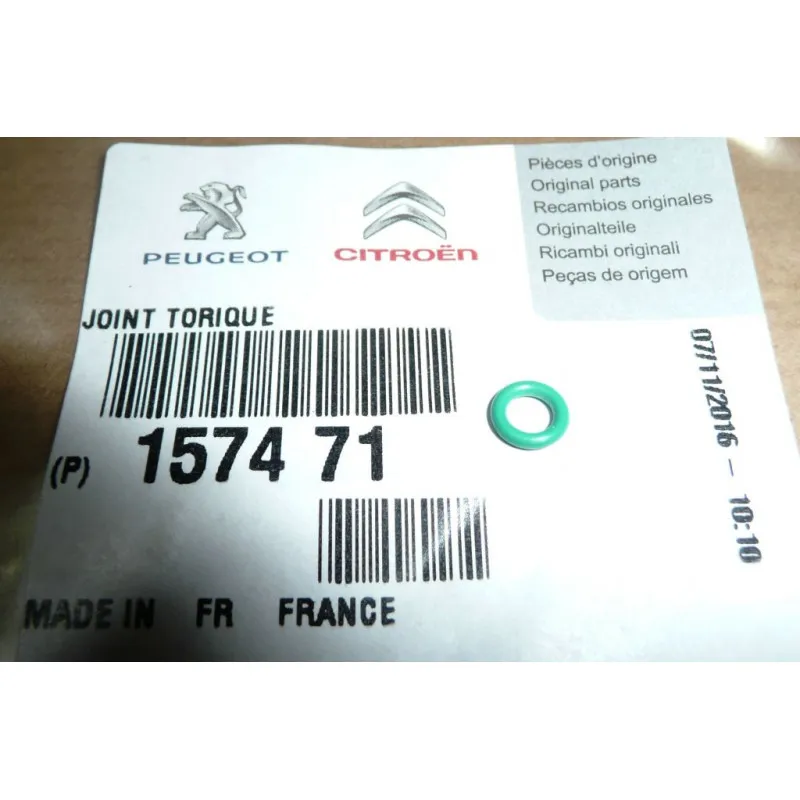 PEUGEOT
CITROËN
Pièces d'origine
Original parts
Recambios originales
Originalteile
Ricambi originali
Peças de origem
JOINT TORIQUE
(P) 1574 71
MADE IN FR FRANCE
07/11/2016 - 10:10